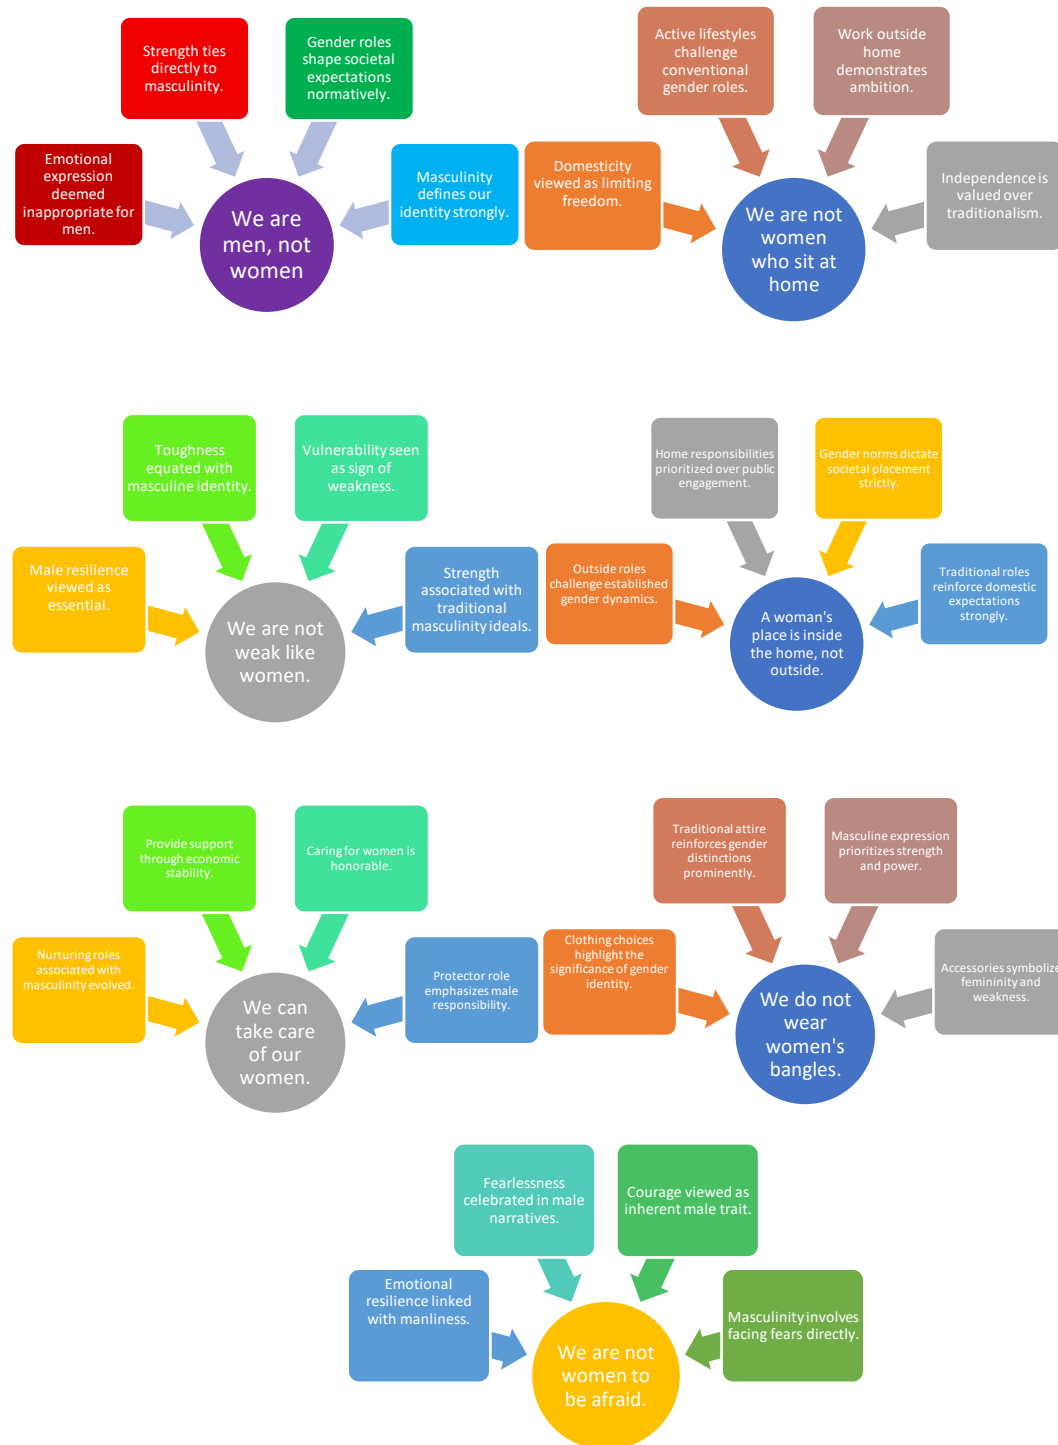 Strength ties
directly to
masculinity.
Gender roles
shape societal
expectations
normatively.
Emotional
expression
deemed
inappropriate for
men.
Masculinity
defines our
identity strongly.
We are
men, not
women
Active lifestyles
challenge
conventional
gender roles.
Work outside
home
demonstrates
ambition.
Domesticity
viewed as limiting
freedom.
Independence is
valued over
traditionalism.
We are not
women
who sit at
home
Toughness
equated with
masculine identity.
Vulnerability seen
as sign of
weakness.
Male resilience
viewed as
essential.
Strength
associated with
traditional
masculinity ideals.
We are not
weak like
women.
Home responsibilities
prioritized over public
engagement.
Gender norms dictate
societal placement
strictly.
Outside roles
challenge established
gender dynamics.
Traditional roles
reinforce domestic
expectations
strongly.
A woman's
place is inside
the home, not
outside.
Provide support
through economic
stability.
Caring for women is
honorable.
Nurturing roles
associated with
masculinity evolved.
Protector role
emphasizes male
responsibility.
We can
take care
of our
women.
Traditional attire
reinforces gender
distinctions
prominently.
Masculine expression
prioritizes strength
and power.
Clothing choices
highlight the
significance of gender
identity.
Accessories symbolize
femininity and
weakness.
We do not
wear
women's
bangles.
Fearlessness
celebrated in male
narratives.
Courage viewed as
inherent male trait.
Emotional
resilience linked
with manliness.
Masculinity involves
facing fears directly.
We are not
women to
be afraid.